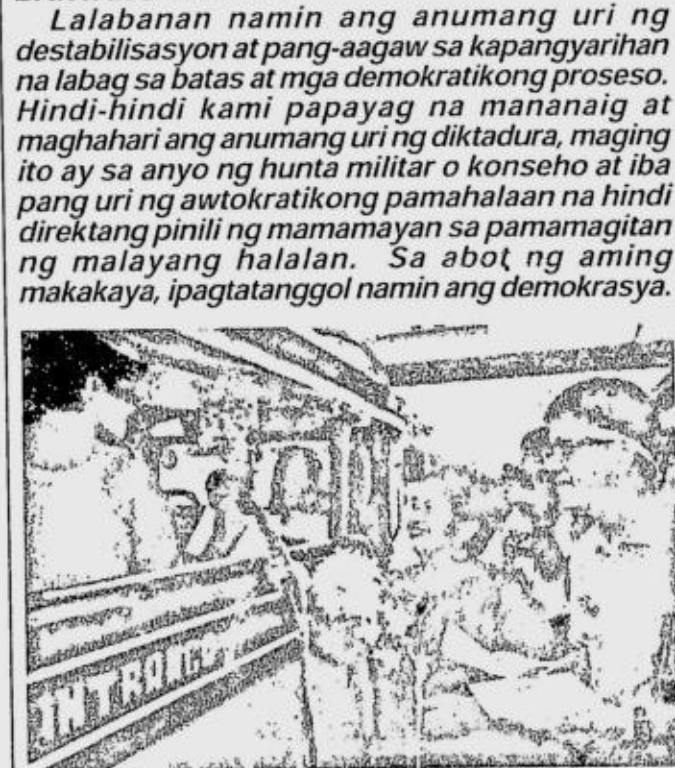 Lalabanan namin ang anumang uri ng
destabilisasyon at pang-aagaw sa kapangyarihan
na labag sa batas at mga demokratikong proseso.
Hindi-hindi kami papayag na mananaig at
maghahari ang anumang uri ng diktadura, maging
ito ay sa anyo ng hunta militar o konseho at iba
pang uri ng awtokratikong pamahalaan na hindi
direktang pinili ng mamamayan sa pamamagitan
ng malayang halalan. Sa abot ng aming
makakaya, ipagtatanggol namin ang demokrasya.